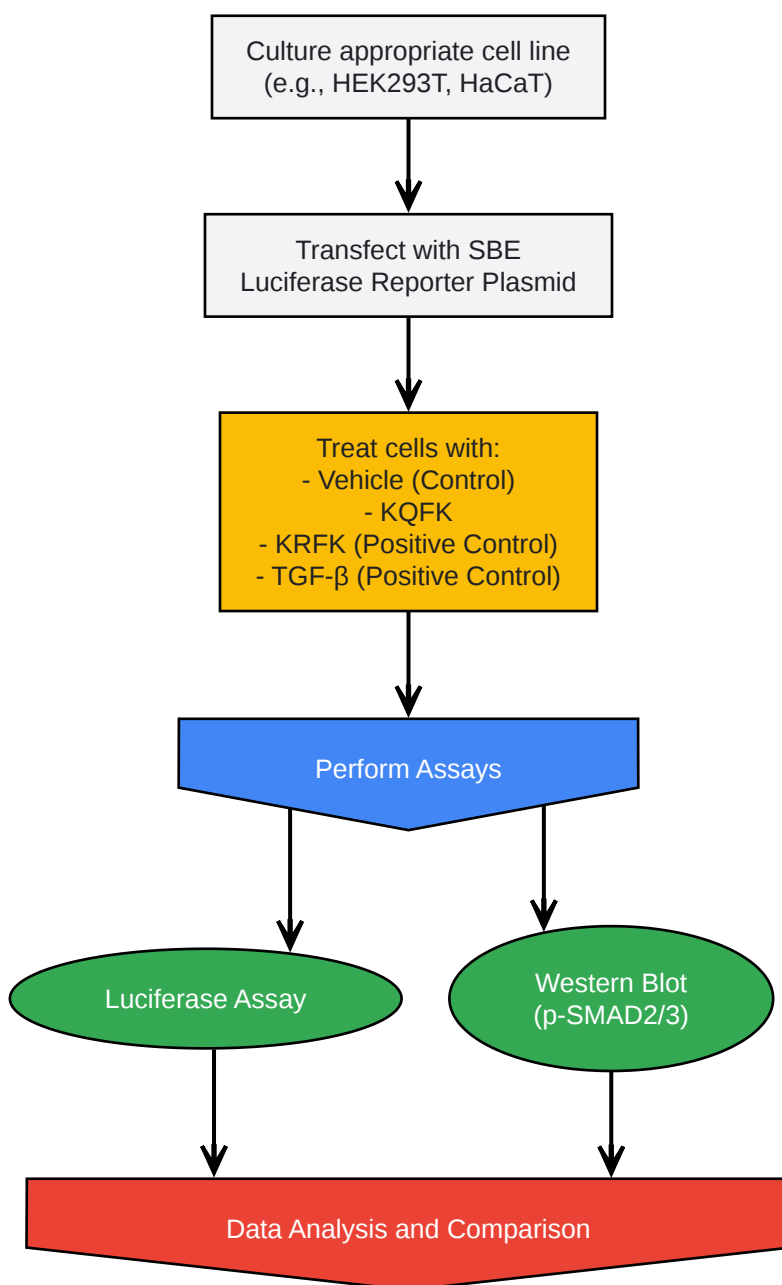 Culture appropriate cell line
(e.g., HEK293T, HaCaT)
Transfect with SBE
Luciferase Reporter Plasmid
Treat cells with:
- Vehicle (Control)
- KQFK
- KRFK (Positive Control)
- TGF-β (Positive Control)
Perform Assays
Luciferase Assay
Western Blot
(p-SMAD2/3)
Data Analysis and Comparison